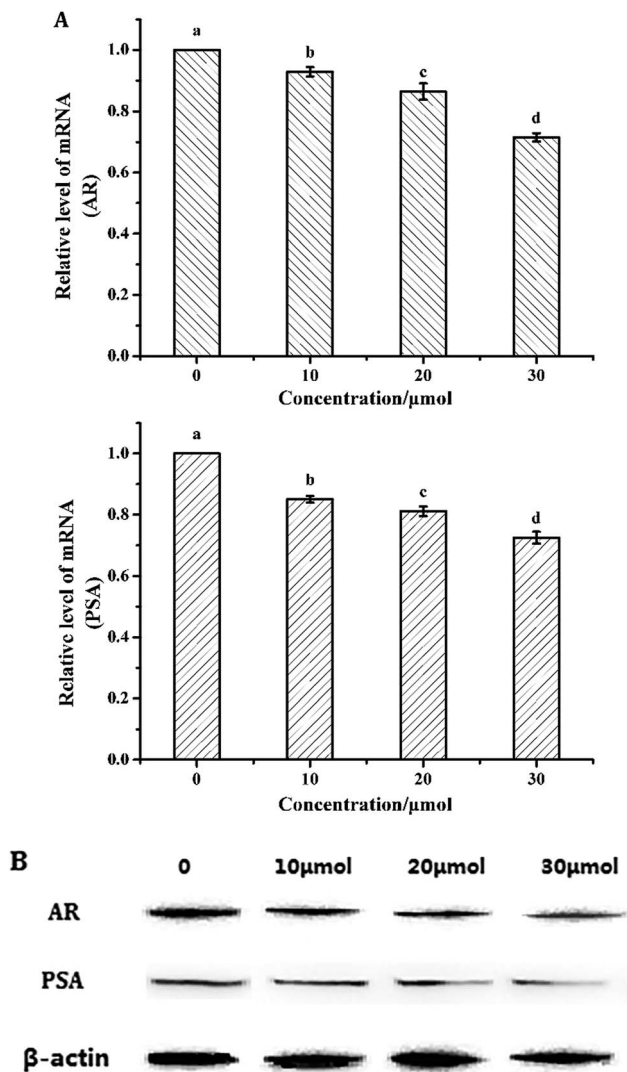 A
a
b
c
d
1.0
0.8
0.6
0.4
0.2
0.0
Relative level of mRNA
(AR)
0 10 20 30
Concentration/μmol
a
b
c
d
1.0
0.8
0.6
0.4
0.2
0.0
Relative level of mRNA
(PSA)
0 10 20 30
Concentration/μmol
B 0 10μmol 20μmol 30μmol
AR
PSA
β-actin